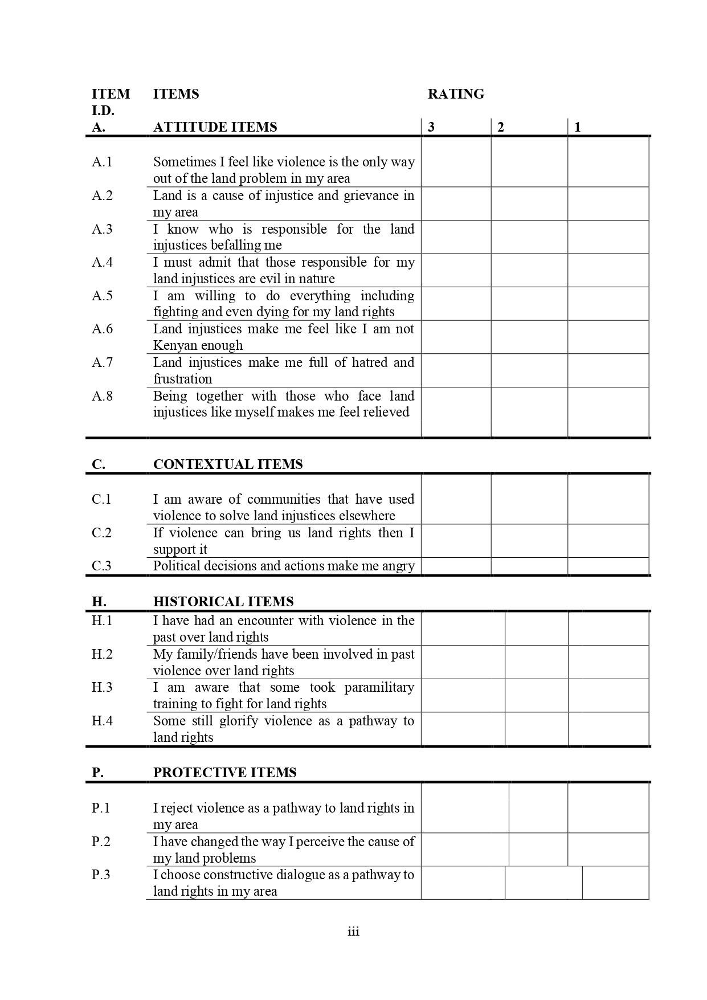 ITEM ITEMS RATING
I.D.
A. ATTITUDE ITEMS 3 2 1
A.1 Sometimes I feel like violence is the only way
out of the land problem in my area
A.2 Land is a cause of injustice and grievance in
my area
A.3 I know who is responsible for the land
injustices befalling me
A.4 I must admit that those responsible for my
land injustices are evil in nature
A.5 I am willing to do everything including
fighting and even dying for my land rights
A.6 Land injustices make me feel like I am not
Kenyan enough
A.7 Land injustices make me full of hatred and
frustration
A.8 Being together with those who face land
injustices like myself makes me feel relieved
C. CONTEXTUAL ITEMS
C.1 I am aware of communities that have used
violence to solve land injustices elsewhere
C.2 If violence can bring us land rights then I
support it
C.3 Political decisions and actions make me angry
H. HISTORICAL ITEMS
H.1 I have had an encounter with violence in the
past over land rights
H.2 My family/friends have been involved in past
violence over land rights
H.3 I am aware that some took paramilitary
training to fight for land rights
H.4 Some still glorify violence as a pathway to
land rights
P. PROTECTIVE ITEMS
P.1 I reject violence as a pathway to land rights in
my area
P.2 I have changed the way I perceive the cause of
my land problems
P.3 I choose constructive dialogue as a pathway to
land rights in my area
iii